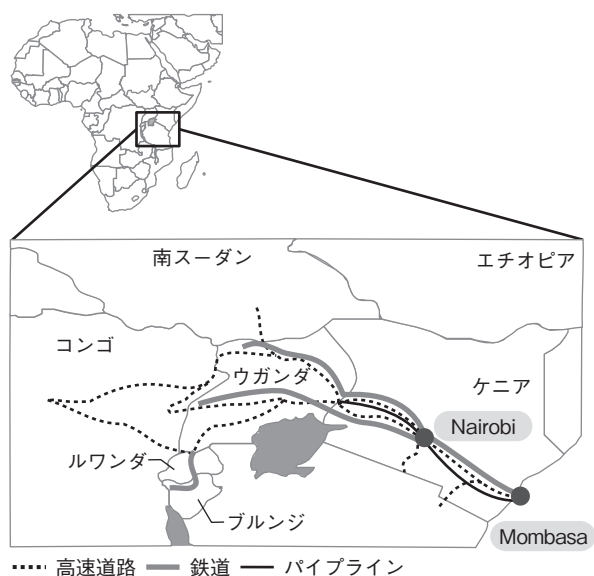 南スーダン
エチオピア
コンゴ
ウガンダ
ケニア
Nairobi
ルワンダ
ブルンジ
Mombasa
高速道路 鉄道 パイプライン